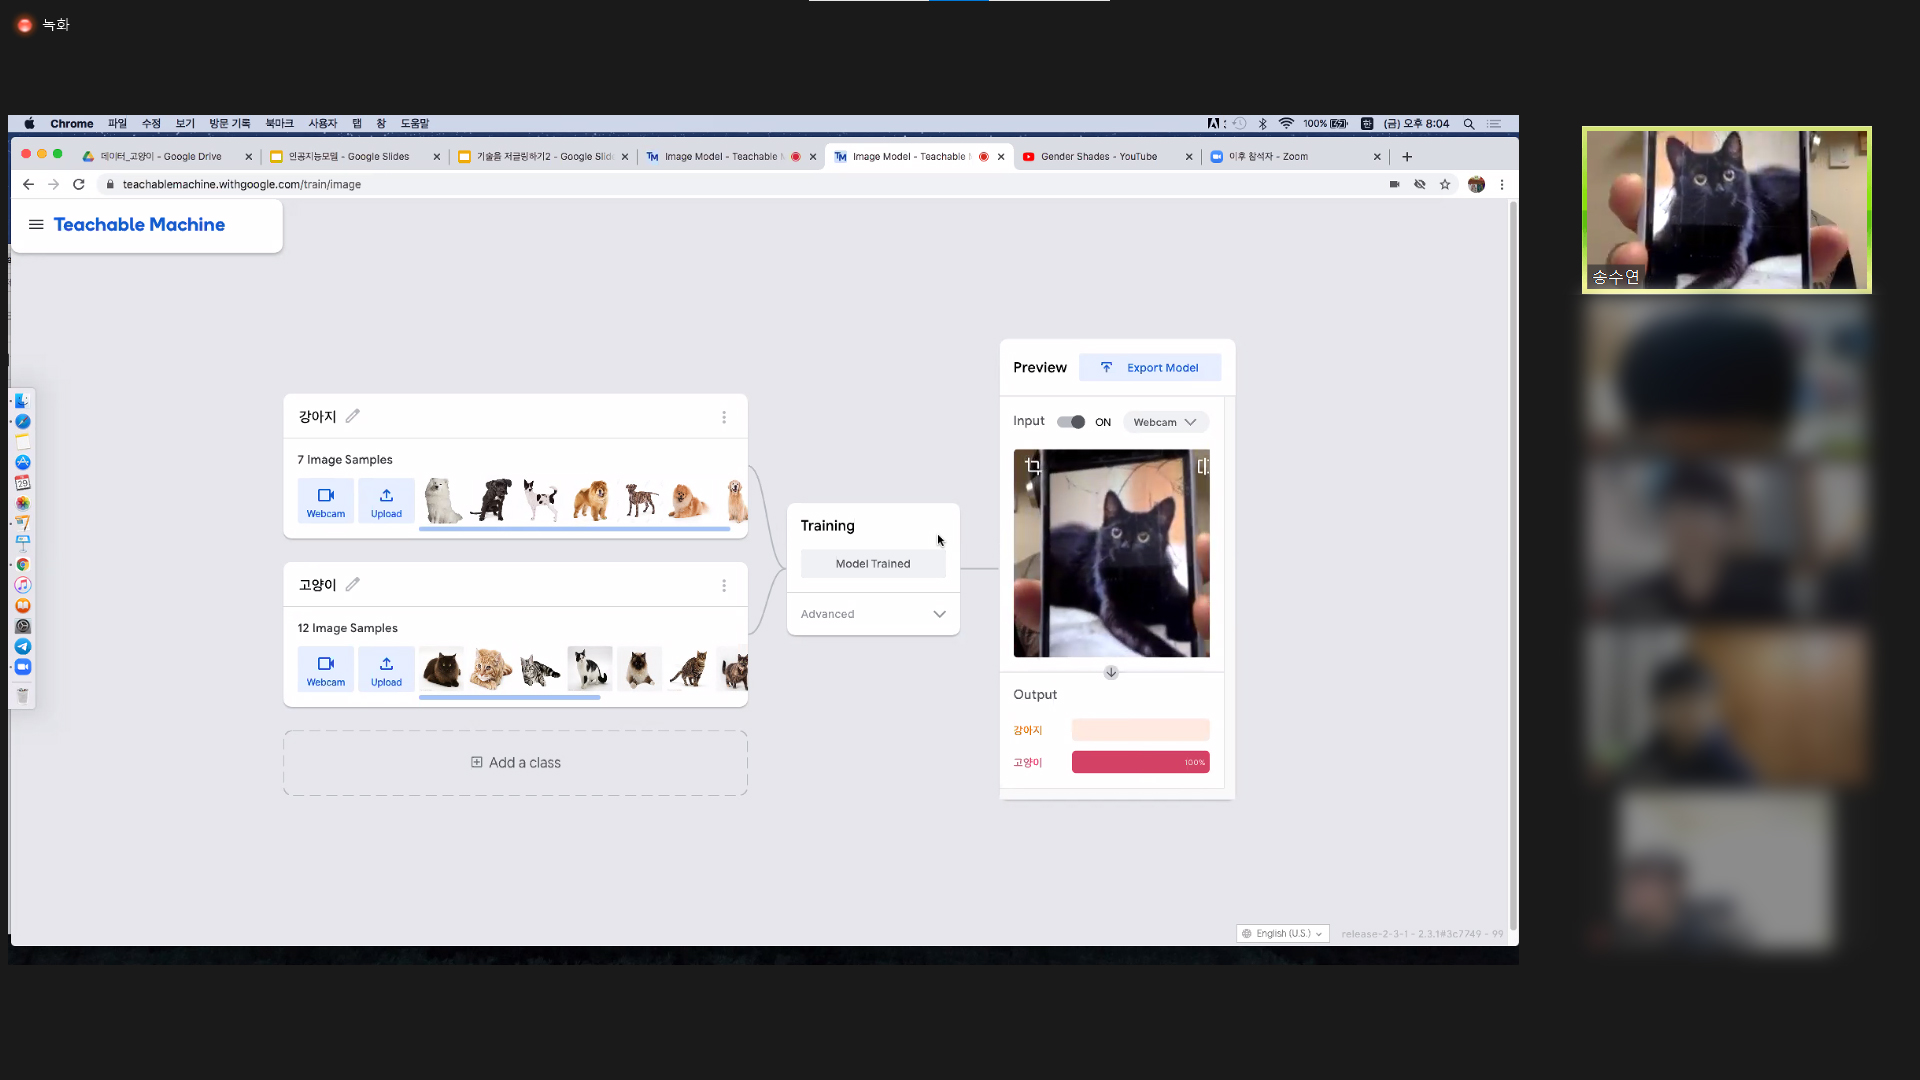 녹화
Chrome 파일 수정 보기 방문 기록 북마크 사용자 탭 창 도움말
100% 한 (금) 오후 8:04
데이터_고양이 - Google Drive
인공지능모델 - Google Slides
기술을 저글링하기2 - Google Slid
Image Model - Teachable
Image Model - Teachable
Gender Shades - YouTube
이후 참석자 - Zoom
teachablemachine.withgoogle.com/train/image
Teachable Machine
송수연
Preview
Export Model
강아지
Input ON Webcam
7 Image Samples
Webcam
Upload
Training
Model Trained
Advanced
고양이
12 Image Samples
Webcam
Upload
Output
강아지
고양이 100%
Add a class
English (U.S.)
release-2-3-1 - 2.3.1#3c7749 - 99
29